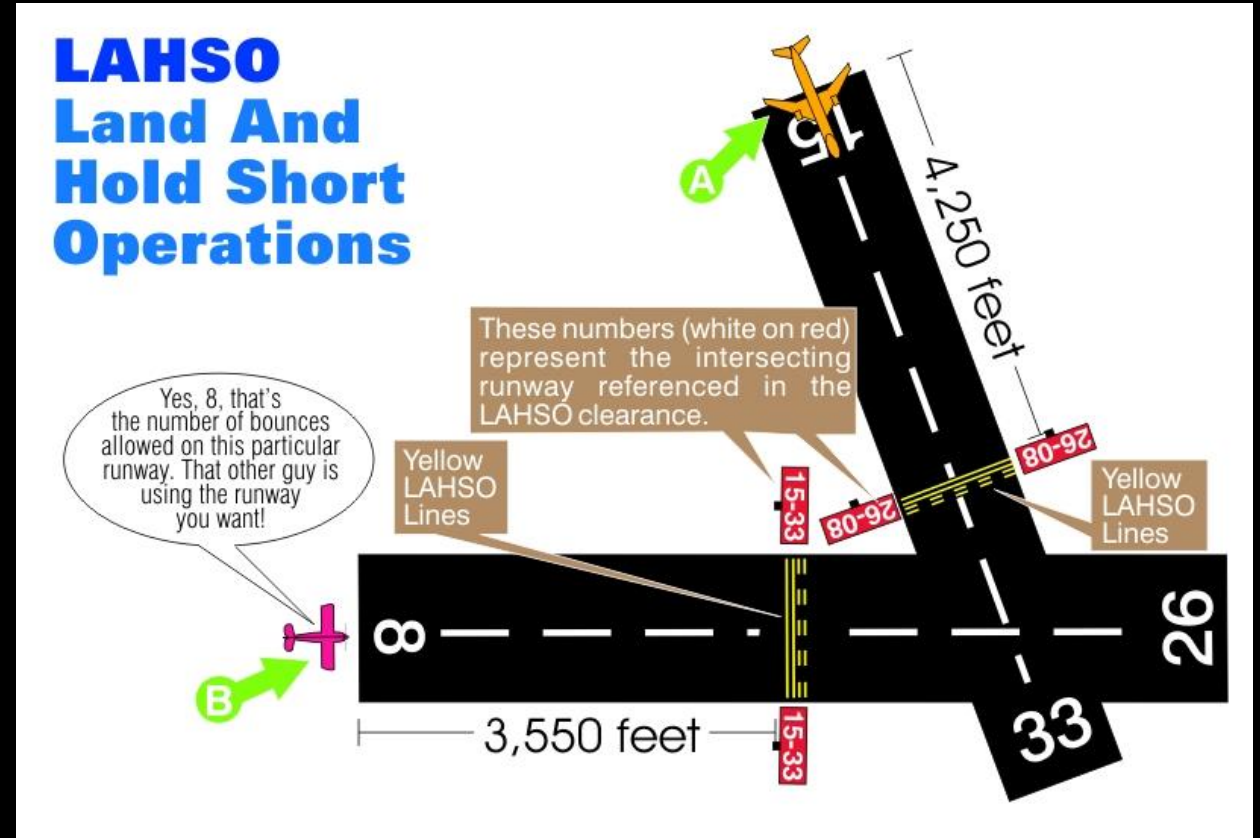 LAHSO
Land And
Hold Short
Operations
15
A
4,250 feet
These numbers (white on red)
represent the intersecting
runway referenced in the
LAHSO clearance.
Yes, 8, that's
the number of bounces
allowed on this particular
runway. That other guy is
using the runway
you want!
Yellow
LAHSO
Lines
15-33
26-08
26-08
Yellow
LAHSO
Lines
8
26
B
3,550 feet
15-33
33